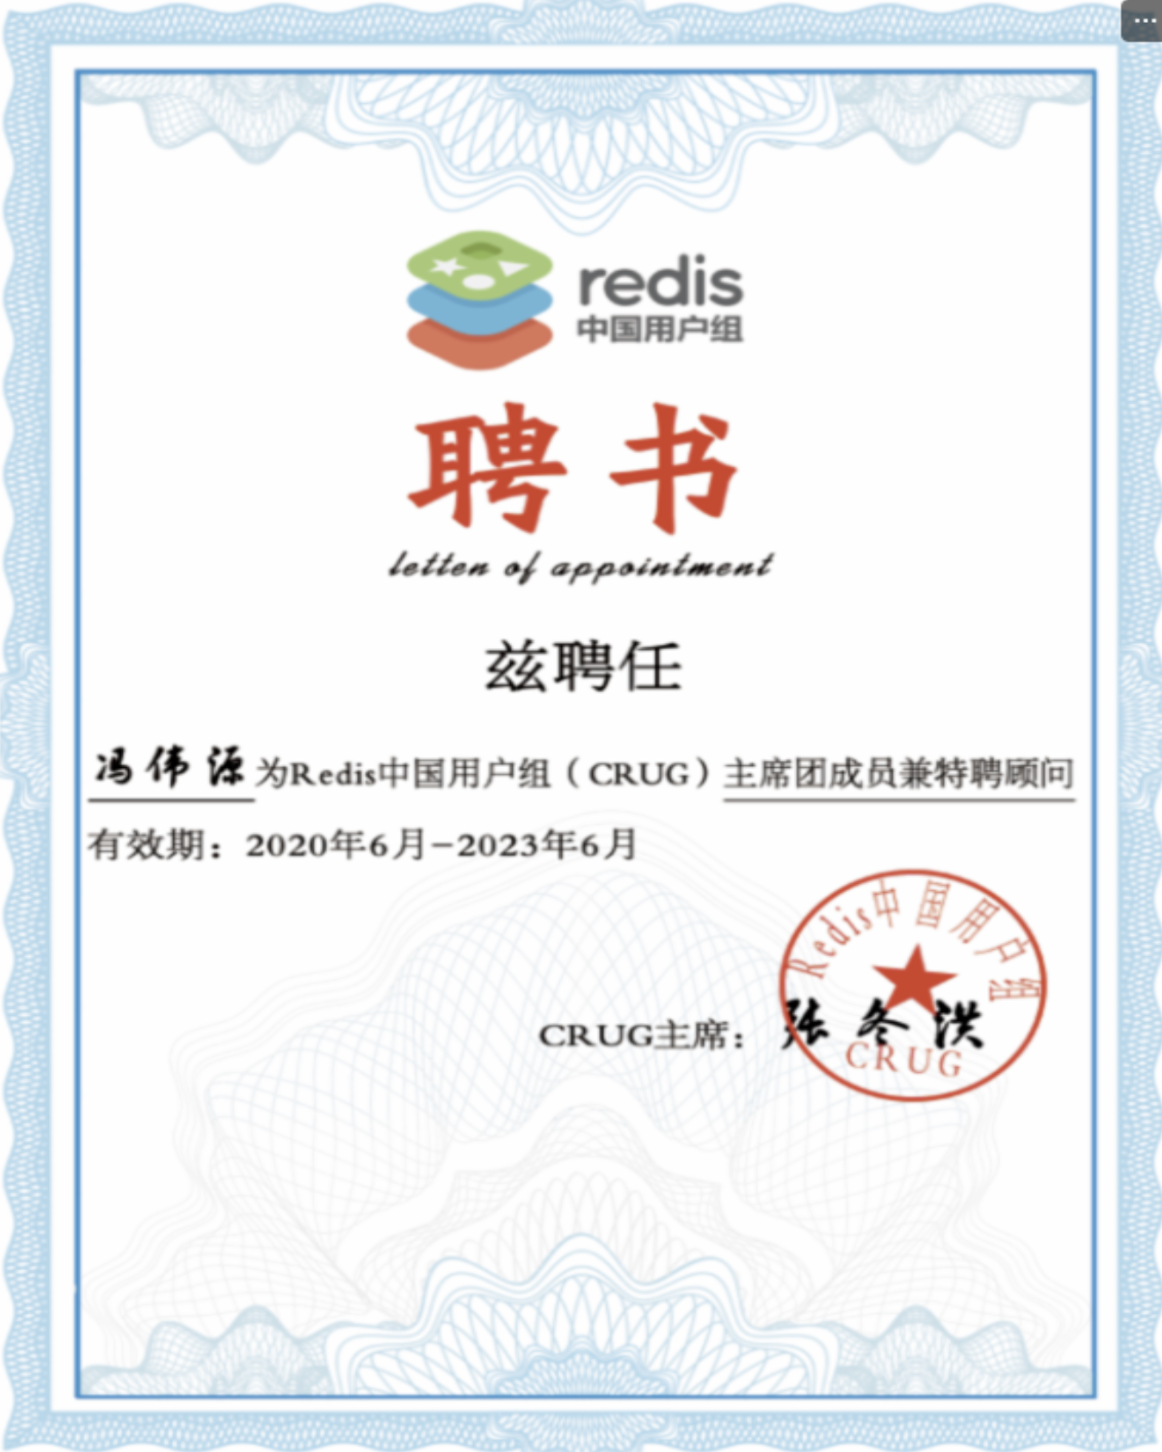 redis
中国用户组
聘书
letten of appointment
兹聘任
冯伟源为Redis中国用户组（CRUG）主席团成员兼特聘顾问
有效期：2020年6月-2023年6月
Redis中国用户组
CRUG主席：张冬洪
CRUG